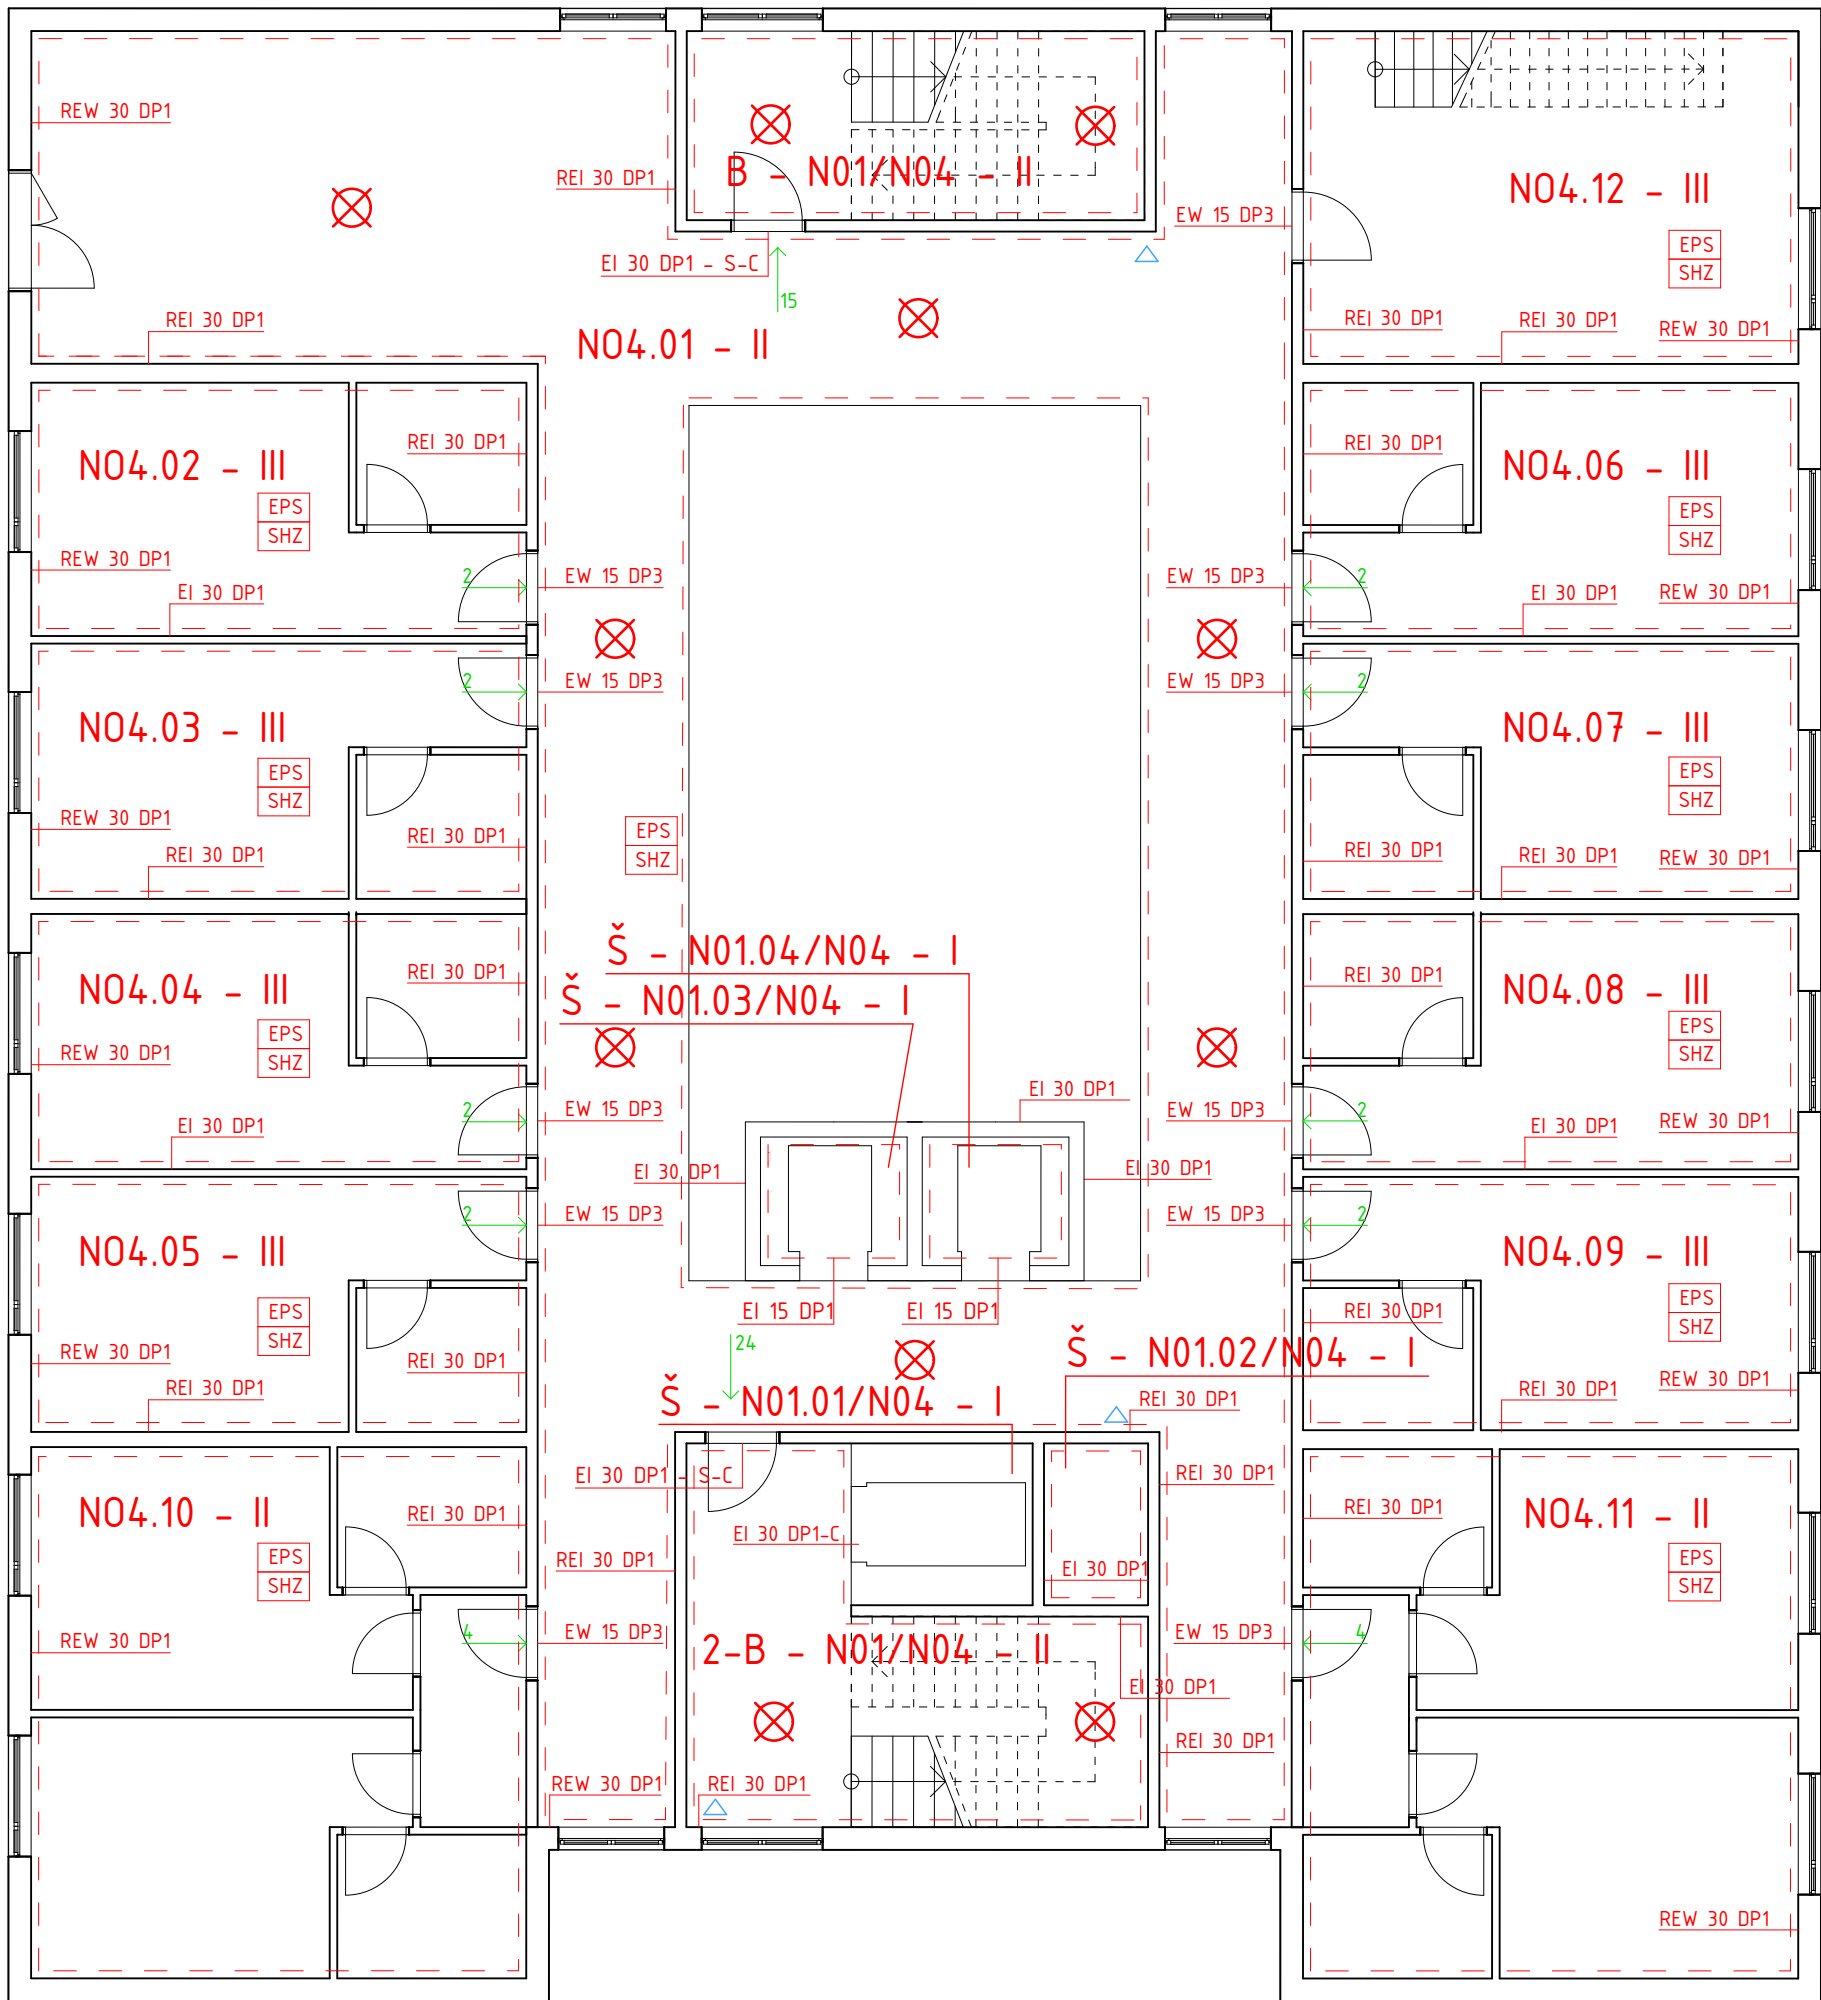 REW 30 DP1
REI 30 DP1
B - N01/N04 - II
NO4.12 - III
EW 15 DP3
EPS
SHZ
EI 30 DP1 - S-C
15
REI 30 DP1
NO4.01 - II
REI 30 DP1
REI 30 DP1
REW 30 DP1
NO4.02 - III
REI 30 DP1
EPS
SHZ
REW 30 DP1
EI 30 DP1
2
EW 15 DP3
REI 30 DP1
NO4.06 - III
EPS
SHZ
EW 15 DP3
2
EI 30 DP1
REW 30 DP1
NO4.03 - III
2
EW 15 DP3
EPS
SHZ
REW 30 DP1
REI 30 DP1
REI 30 DP1
EPS
SHZ
EW 15 DP3
2
NO4.07 - III
EPS
SHZ
REI 30 DP1
REI 30 DP1
REW 30 DP1
Š - N01.04/N04 - I
Š - N01.03/N04 - I
NO4.04 - III
REI 30 DP1
EPS
SHZ
REW 30 DP1
EI 30 DP1
2
EW 15 DP3
REI 30 DP1
NO4.08 - III
EPS
SHZ
EW 15 DP3
2
EI 30 DP1
REW 30 DP1
EI 30 DP1
EI 30 DP1
EI 30 DP1
EI 15 DP1
EI 15 DP1
NO4.05 - III
2
EW 15 DP3
EPS
SHZ
REW 30 DP1
REI 30 DP1
REI 30 DP1
EW 15 DP3
2
NO4.09 - III
EPS
SHZ
REI 30 DP1
REI 30 DP1
REW 30 DP1
24
Š - N01.02/N04 - I
Š - N01.01/N04 - I
REI 30 DP1
EI 30 DP1 - S-C
REI 30 DP1
EI 30 DP1-C
EI 30 DP1
NO4.10 - II
REI 30 DP1
EPS
SHZ
REI 30 DP1
REW 30 DP1
4
EW 15 DP3
REI 30 DP1
NO4.11 - II
EPS
SHZ
EW 15 DP3
4
2-B - N01/N04 - II
EI 30 DP1
REI 30 DP1
REW 30 DP1
REI 30 DP1
REW 30 DP1